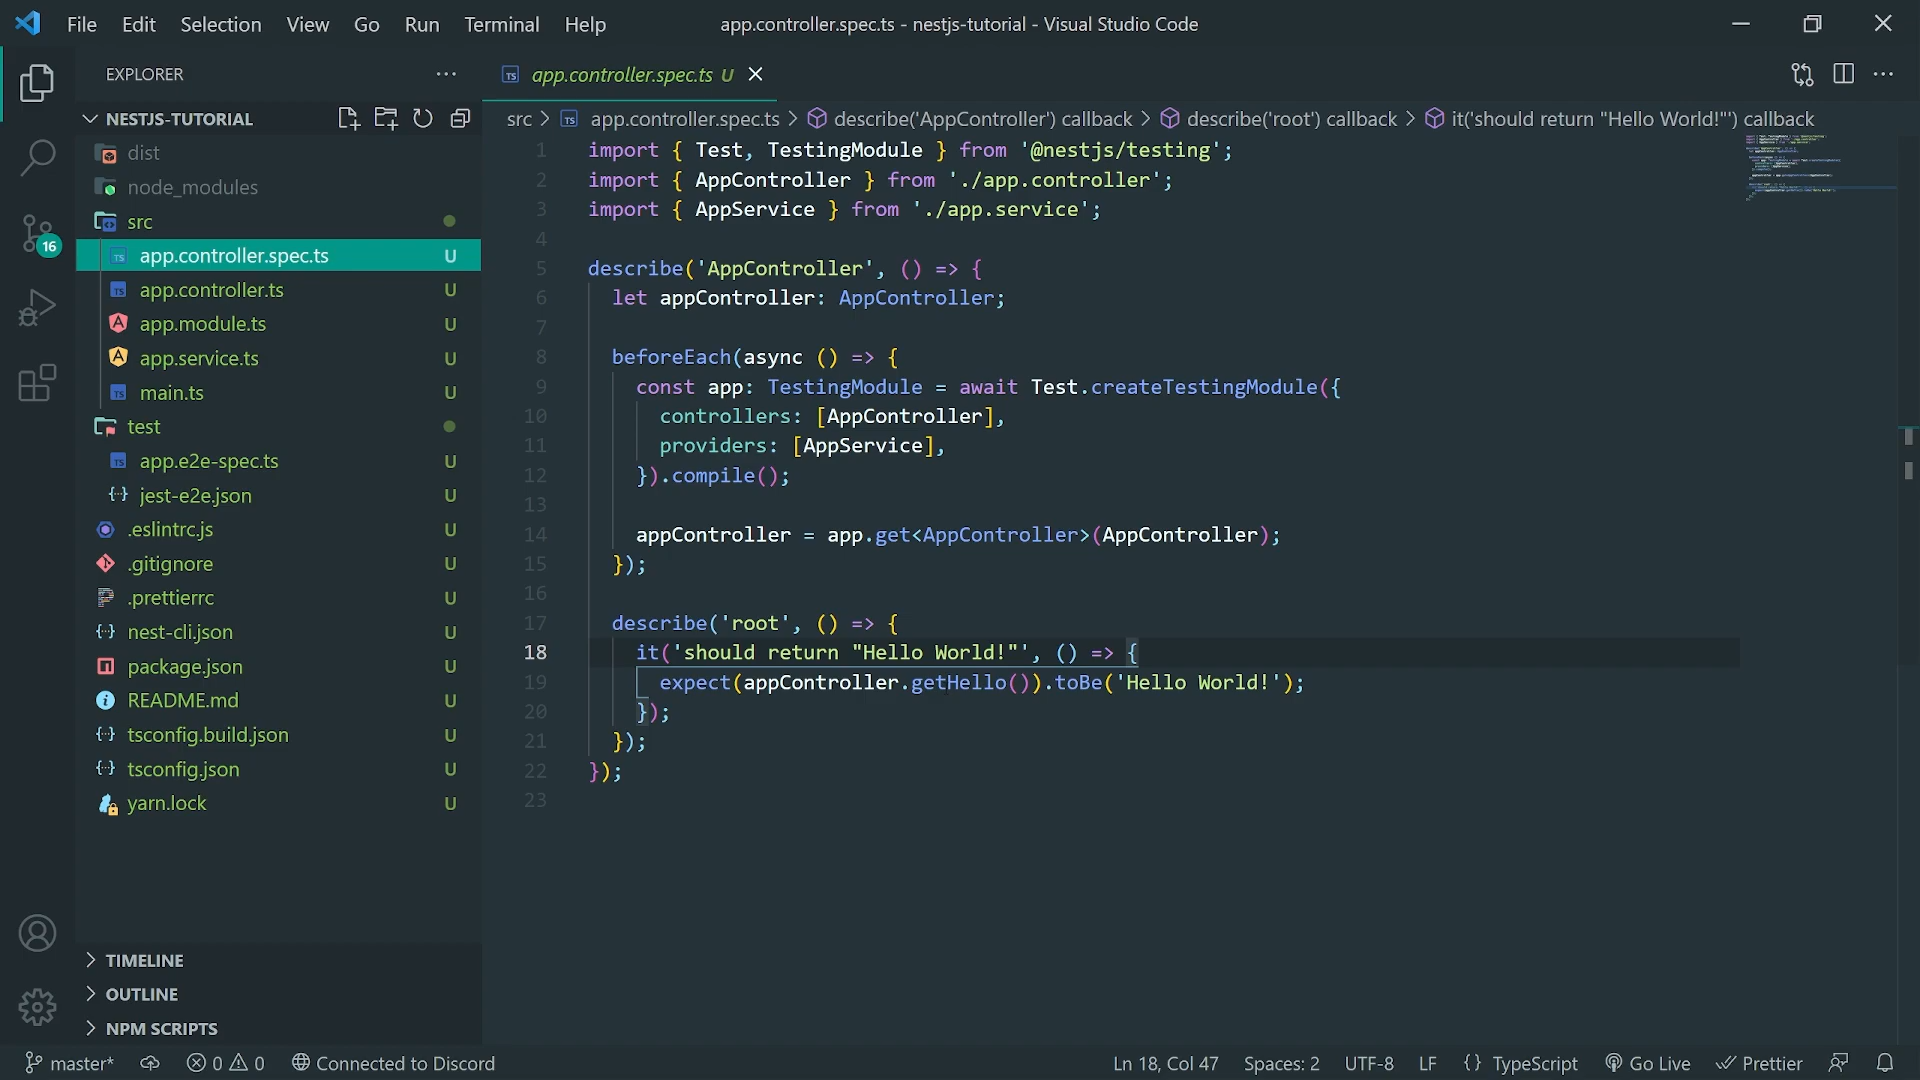 File Edit Selection View Go Run Terminal Help
app.controller.spec.ts - nestjs-tutorial - Visual Studio Code
EXPLORER
NESTJS-TUTORIAL
dist
node_modules
src
app.controller.spec.ts U
app.controller.ts U
app.module.ts U
app.service.ts U
main.ts U
test
app.e2e-spec.ts U
jest-e2e.json U
.eslintrc.js U
.gitignore U
.prettierrc U
nest-cli.json U
package.json U
README.md U
tsconfig.build.json U
tsconfig.json U
yarn.lock U
TIMELINE
OUTLINE
NPM SCRIPTS
16
TS app.controller.spec.ts U
src > TS app.controller.spec.ts > describe('AppController') callback > describe('root') callback > it('should return "Hello World!"') callback
1 import { Test, TestingModule } from '@nestjs/testing';
2 import { AppController } from './app.controller';
3 import { AppService } from './app.service';
4
5 describe('AppController', () => {
6 let appController: AppController;
7
8 beforeEach(async () => {
9 const app: TestingModule = await Test.createTestingModule({
10 controllers: [AppController],
11 providers: [AppService],
12 }).compile();
13
14 appController = app.get<AppController>(AppController);
15 });
16
17 describe('root', () => {
18 it('should return "Hello World!"', () => {
19 expect(appController.getHello()).toBe('Hello World!');
20 });
21 });
22 });
23
master* 0 0 Connected to Discord Ln 18, Col 47 Spaces: 2 UTF-8 LF {} TypeScript Go Live Prettier